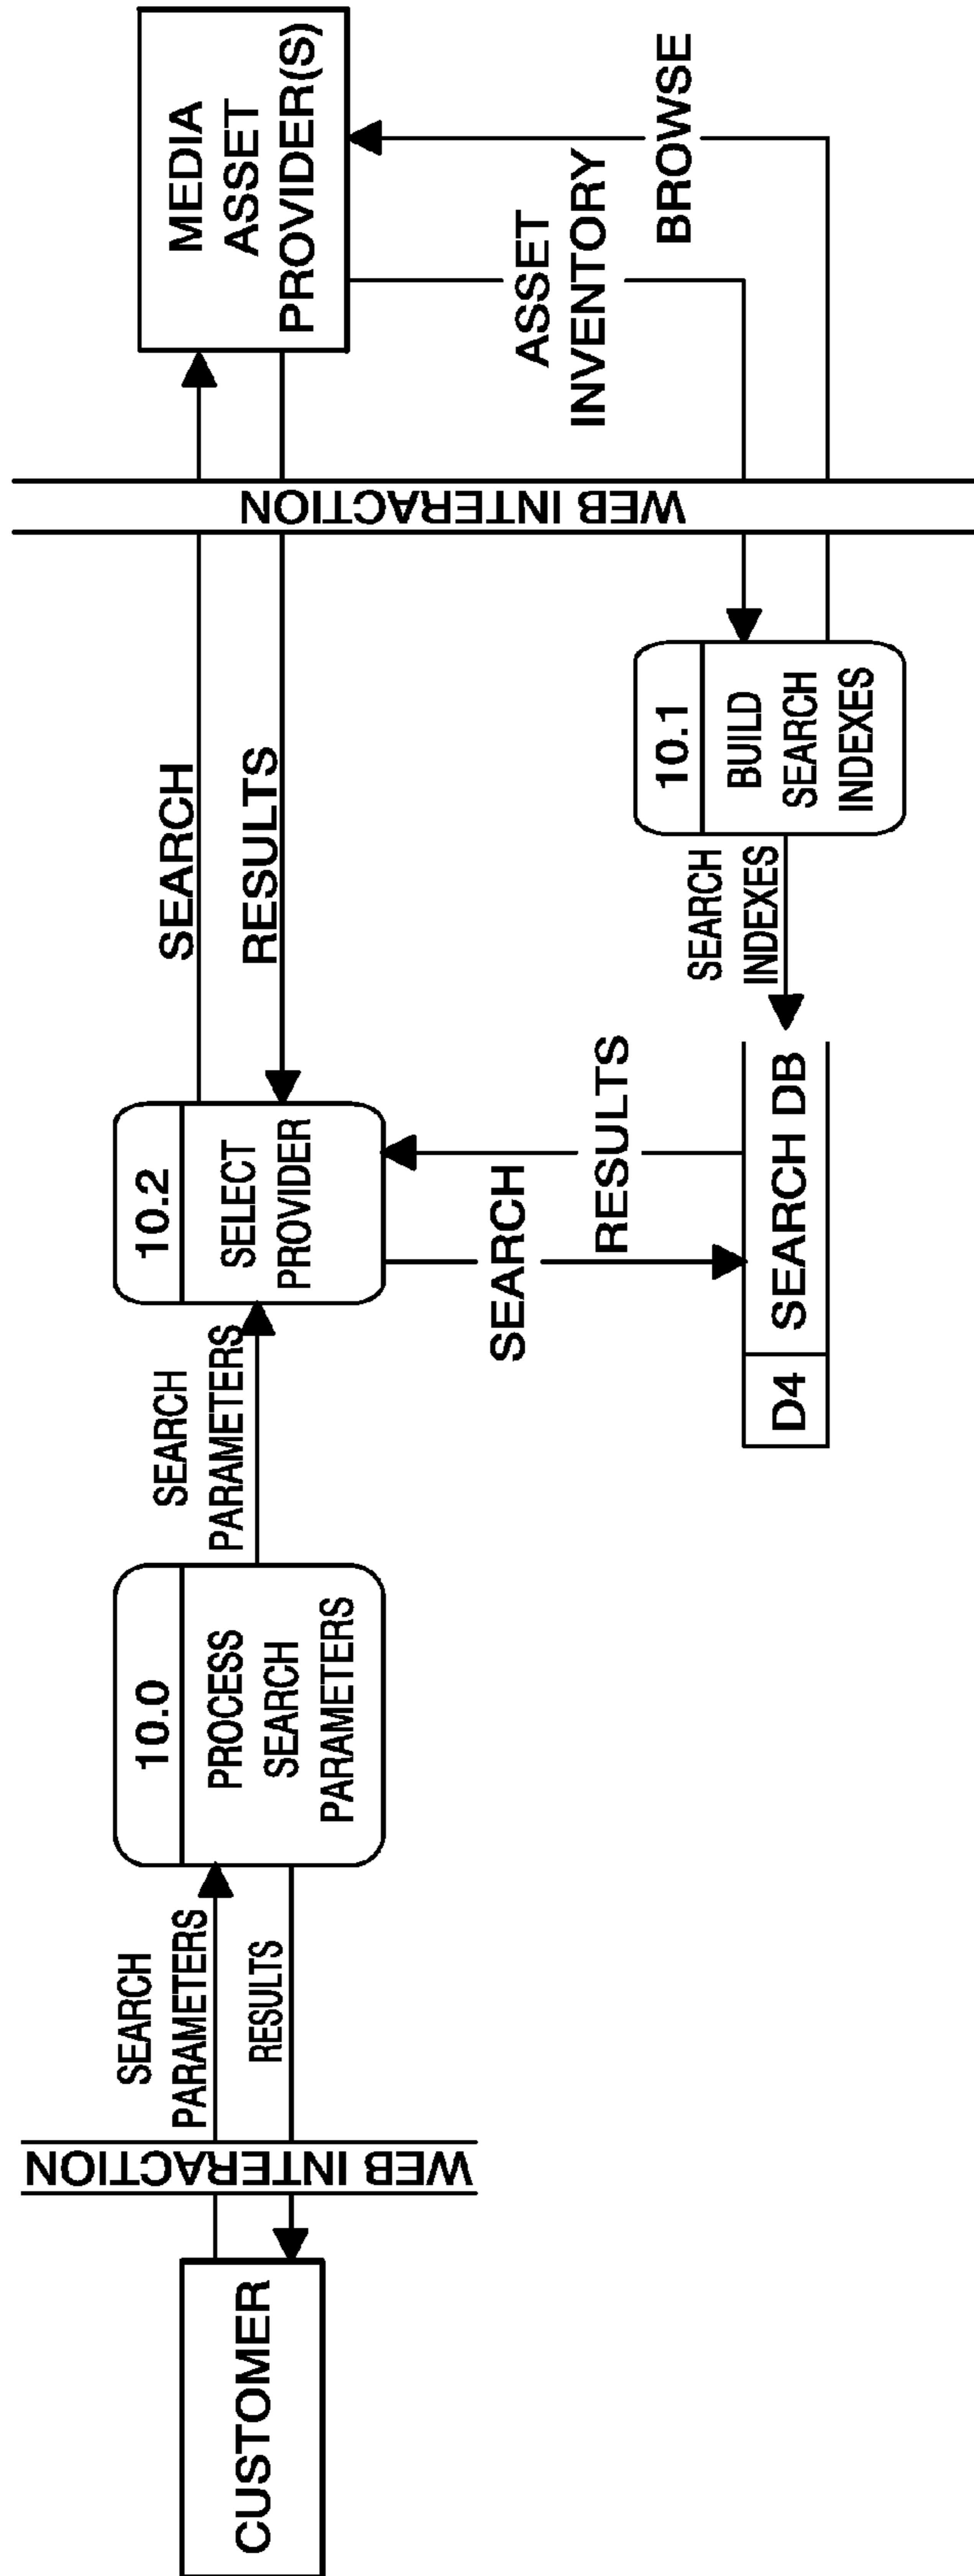 CUSTOMER
WEB INTERACTION
SEARCH
PARAMETERS
RESULTS
10.0
PROCESS
SEARCH
PARAMETERS
SEARCH
PARAMETERS
10.2
SELECT
PROVIDER
SEARCH
RESULTS
SEARCH
RESULTS
D4
SEARCH DB
SEARCH
INDEXES
10.1
BUILD
SEARCH
INDEXES
WEB INTERACTION
MEDIA
ASSET
PROVIDER(S)
ASSET
INVENTORY
BROWSE